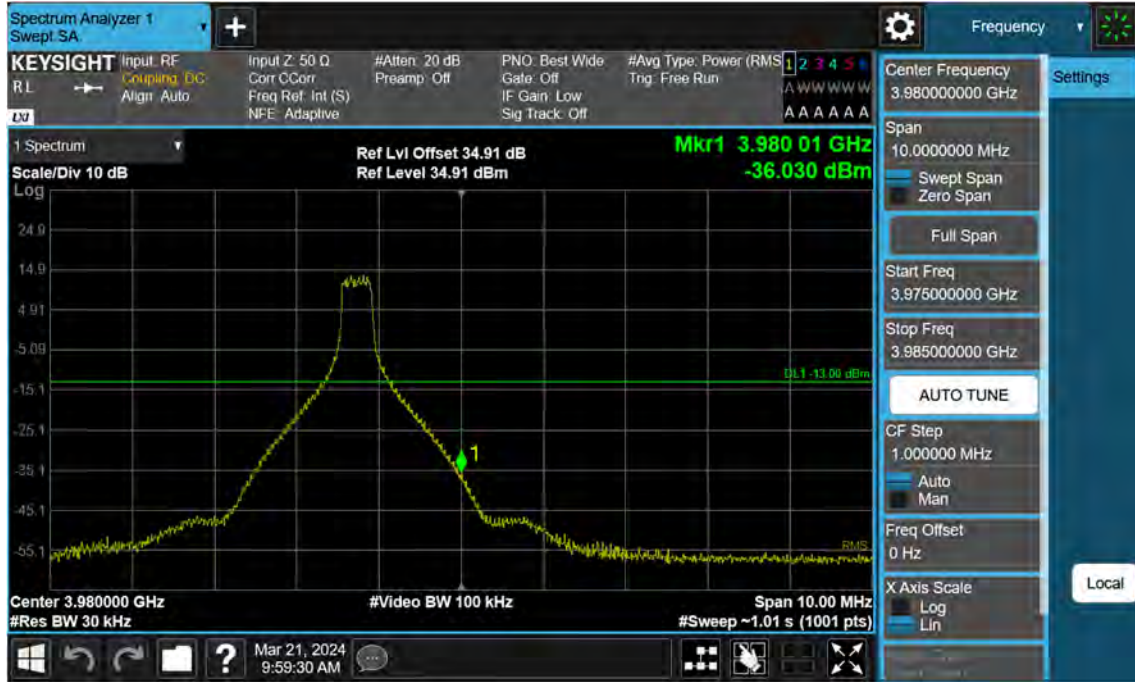 Spectrum Analyzer 1
Swept SA
+
Frequency
KEYSIGHT
RL
LXI
Input: RF
Coupling: DC
Align: Auto
Input Z: 50 Ω
Corr CCorr
Freq Ref: Int (S)
NFE: Adaptive
#Atten: 20 dB
Preamp: Off
PNO: Best Wide
Gate: Off
IF Gain: Low
Sig Track: Off
#Avg Type: Power (RMS
Trig: Free Run
1 2 3 4 5 6
A W W W W W
A A A A A A
1 Spectrum
Scale/Div 10 dB
Log
Ref Lvl Offset 34.91 dB
Ref Level 34.91 dBm
Mkr1 3.980 01 GHz
-36.030 dBm
24.9
14.9
4.91
-5.09
-15.1
-25.1
-35.1
-45.1
-55.1
DL1 -13.00 dBm
1
RMS
Center 3.980000 GHz
#Res BW 30 kHz
#Video BW 100 kHz
Span 10.00 MHz
#Sweep ~1.01 s (1001 pts)
?
Mar 21, 2024
9:59:30 AM
Center Frequency
3.980000000 GHz
Span
10.0000000 MHz
Swept Span
Zero Span
Full Span
Start Freq
3.975000000 GHz
Stop Freq
3.985000000 GHz
AUTO TUNE
CF Step
1.000000 MHz
Auto
Man
Freq Offset
0 Hz
X Axis Scale
Log
Lin
Settings
Local